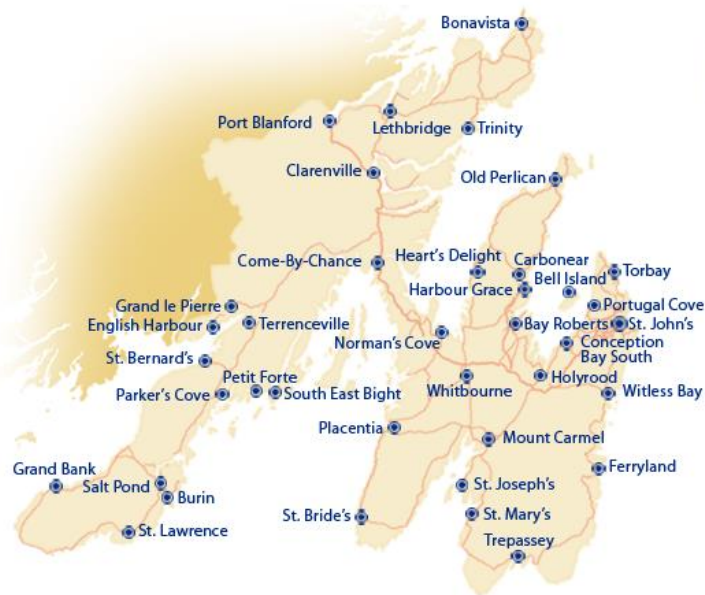 Bonavista
Port Blanford
Lethbridge
Trinity
Clarenville
Old Perlican
Come-By-Chance
Heart's Delight
Carbonear
Torbay
Bell Island
Harbour Grace
Grand le Pierre
Portugal Cove
English Harbour
Terrenceville
Bay Roberts
St. John's
Norman's Cove
Conception
Bay South
St. Bernard's
Petit Forte
Whitbourne
Holyrood
Parker's Cove
South East Bight
Witless Bay
Placentia
Mount Carmel
Grand Bank
Ferryland
Salt Pond
St. Joseph's
Burin
St. Bride's
St. Mary's
St. Lawrence
Trepassey